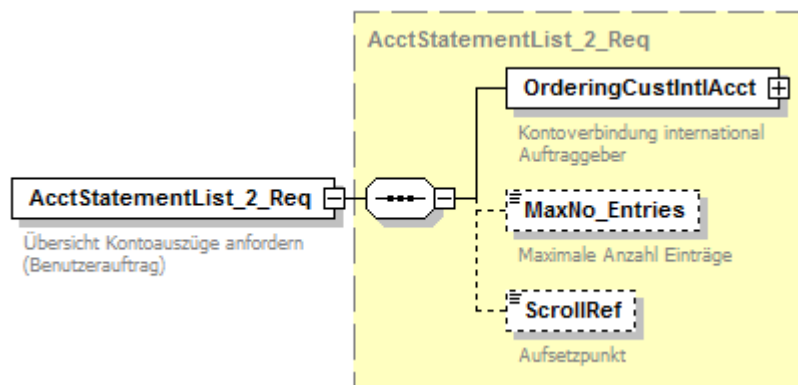 AcctStatementList_2_Req
OrderingCustIntlAcct
Kontoverbindung international
Auftraggeber
AcctStatementList_2_Req
Übersicht Kontoauszüge anfordern
(Benutzerauftrag)
MaxNo_Entries
Maximale Anzahl Einträge
ScrollRef
Aufsetzpunkt